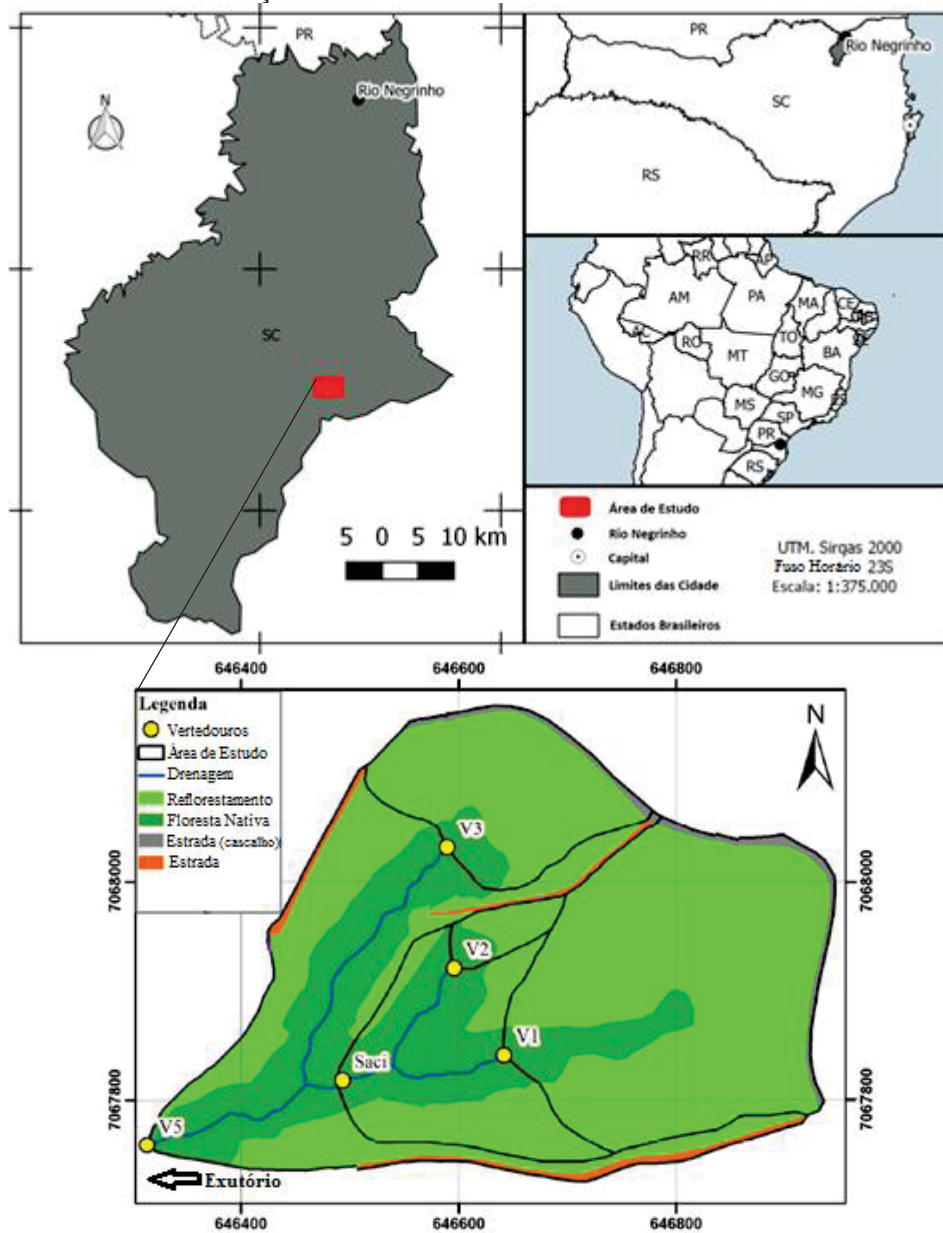 PR
Rio Negrinho
N
SC
5 0 5 10 km
PR
Rio Negrinho
SC
RS
RR
AP
AM
PA
MA
CE
AC
RO
TO
MT
BA
GO
MG
MS
ES
SP
PR
RS
Área de Estudo
Rio Negrinho
Capital
Limites das Cidade
Estados Brasileiros
UTM. Sirgas 2000
Fuso Horário 23S
Escala: 1:375.000
646400 646600 646800
Legenda
Vertedouros
Área de Estudo
Drenagem
Reflorestamento
Floresta Nativa
Estrada (cascalho)
Estrada
N
V3
7068000
7068000
V2
V1
Saci
7067800
7067800
V5
Exutório
646400 646600 646800